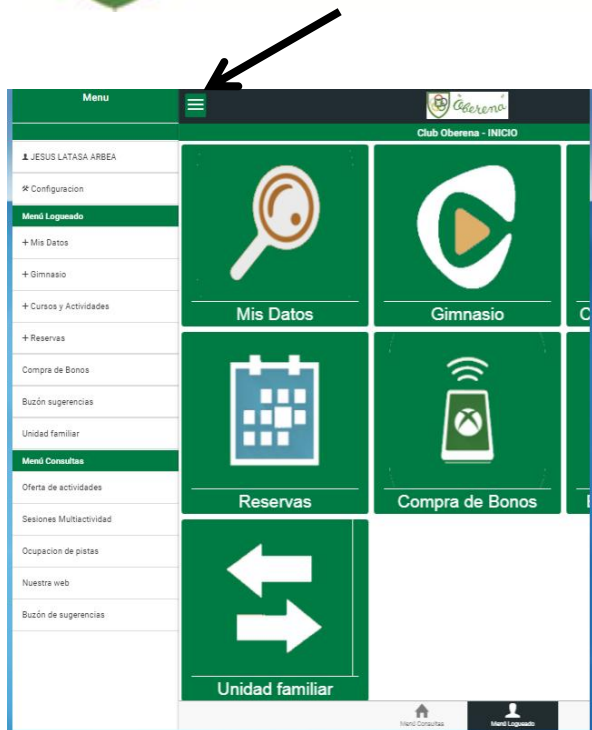 Menu
Oberena
Club Oberena - INICIO
JESUS LATASA ARBEA
Configuracion
Menú Logueado
+ Mis Datos
+ Gimnasio
+ Cursos y Actividades
+ Reservas
Compra de Bonos
Buzón sugerencias
Unidad familiar
Menú Consultas
Oferta de actividades
Sesiones Multiactividad
Ocupacion de pistas
Nuestra web
Buzón de sugerencias
Mis Datos
Gimnasio
C
Reservas
Compra de Bonos
Unidad familiar
Menú Consultas
Menú Logueado